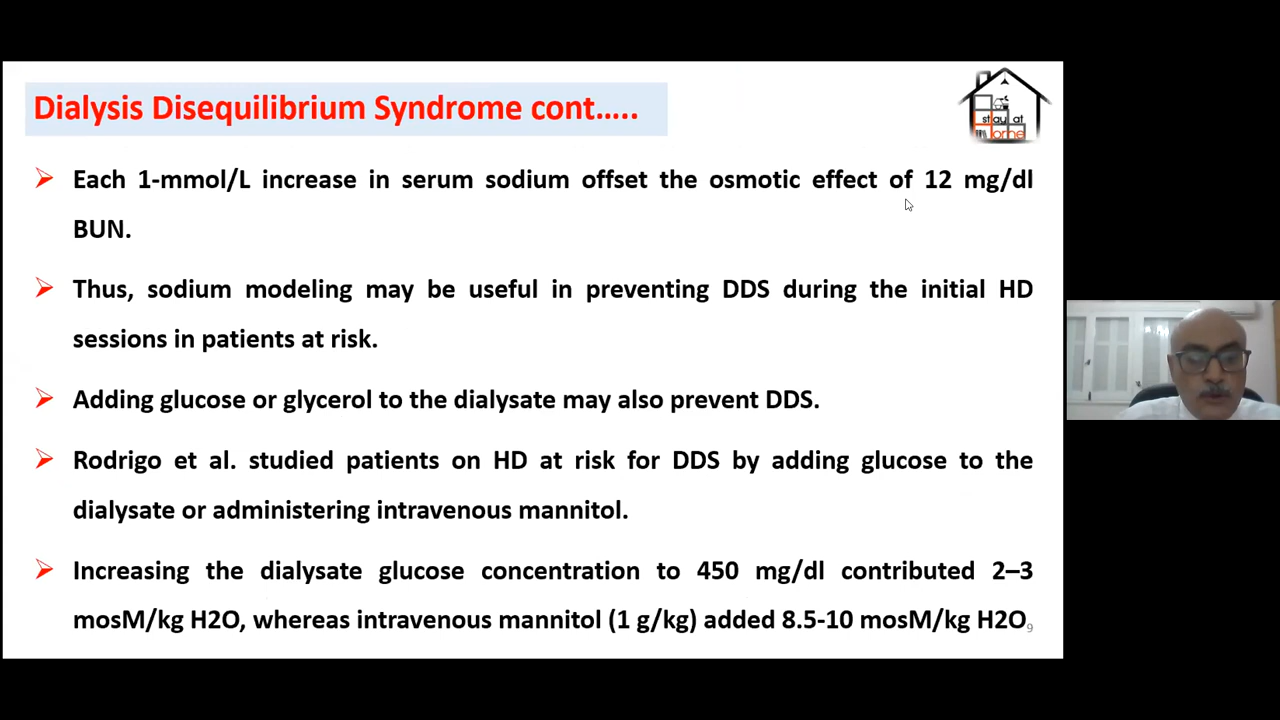 Dialysis Disequilibrium Syndrome cont…..
stay at
home
➢ Each 1-mmol/L increase in serum sodium offset the osmotic effect of 12 mg/dl
BUN.
➢ Thus, sodium modeling may be useful in preventing DDS during the initial HD
sessions in patients at risk.
➢ Adding glucose or glycerol to the dialysate may also prevent DDS.
➢ Rodrigo et al. studied patients on HD at risk for DDS by adding glucose to the
dialysate or administering intravenous mannitol.
➢ Increasing the dialysate glucose concentration to 450 mg/dl contributed 2–3
mosM/kg H2O, whereas intravenous mannitol (1 g/kg) added 8.5-10 mosM/kg H2O
9